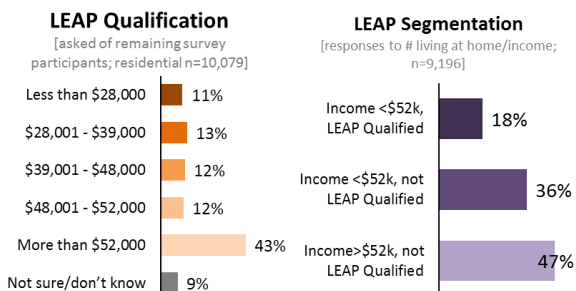 LEAP Qualification
[asked of remaining survey
participants; residential n=10,079]
Less than $28,000 11%
$28,001 - $39,000 13%
$39,001 - $48,000 12%
$48,001 - $52,000 12%
More than $52,000 43%
Not sure/don't know 9%
LEAP Segmentation
[responses to # living at home/income;
n=9,196]
Income <$52k,
LEAP Qualified 18%
Income <$52k, not
LEAP Qualified 36%
Income>$52k, not
LEAP Qualified 47%